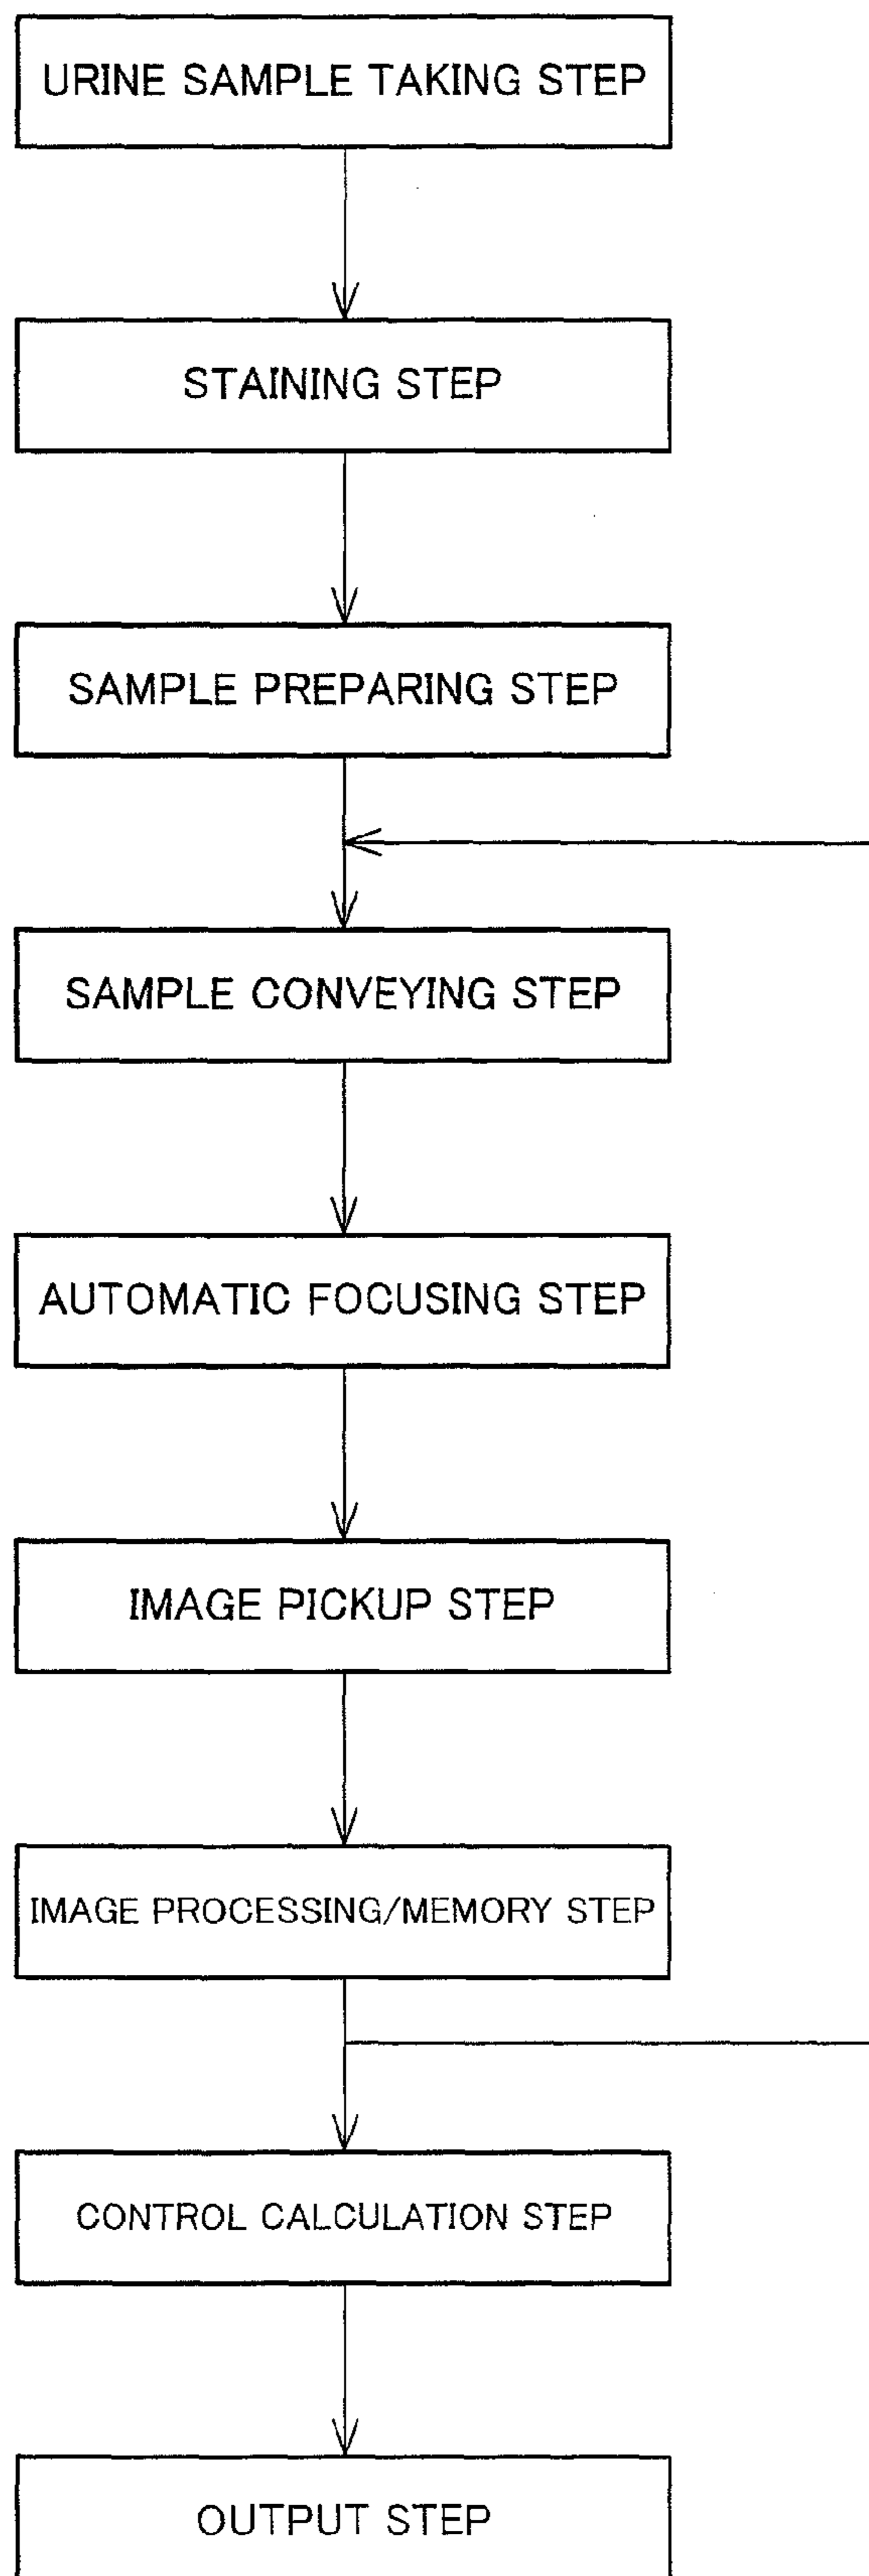 URINE SAMPLE TAKING STEP
STAINING STEP
SAMPLE PREPARING STEP
SAMPLE CONVEYING STEP
AUTOMATIC FOCUSING STEP
IMAGE PICKUP STEP
IMAGE PROCESSING/MEMORY STEP
CONTROL CALCULATION STEP
OUTPUT STEP